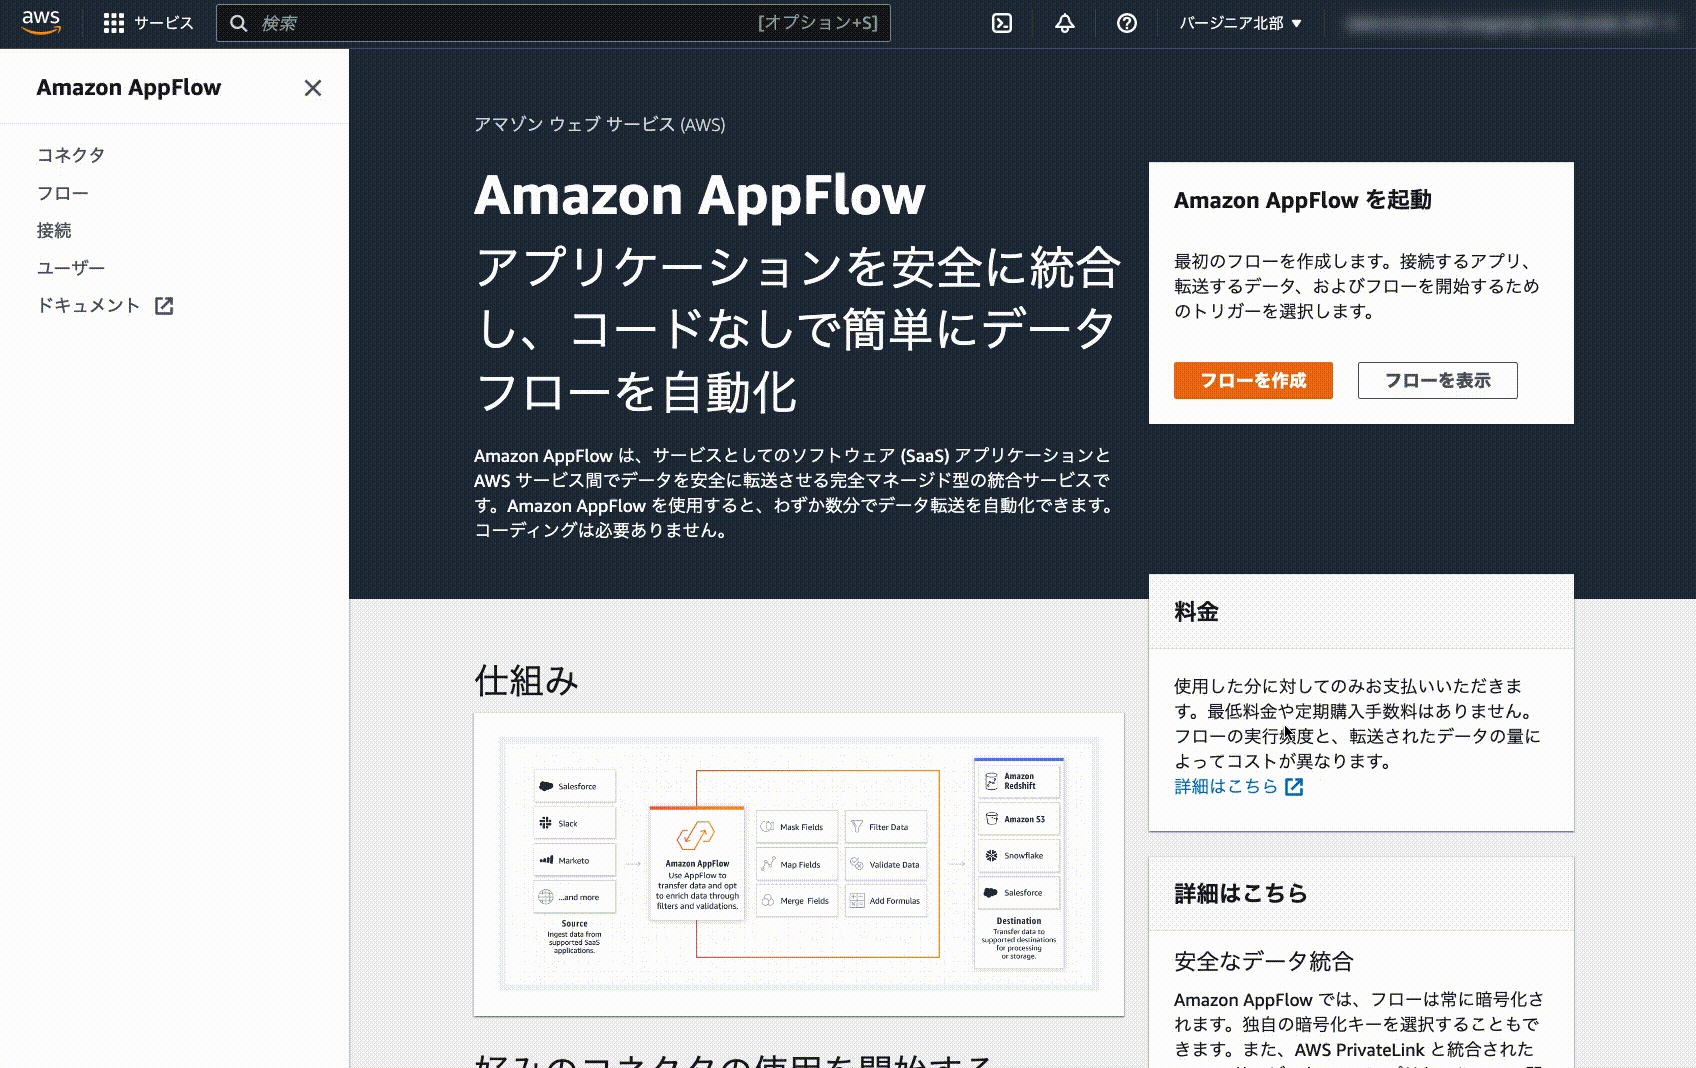 aws
サービス
検索
[オプション+S]
バージニア北部 ▼
Amazon AppFlow
コネクタ
フロー
接続
ユーザー
ドキュメント
アマゾン ウェブ サービス (AWS)
Amazon AppFlow
アプリケーションを安全に統合
し、コードなしで簡単にデータ
フローを自動化
Amazon AppFlow は、サービスとしてのソフトウェア (SaaS) アプリケーションと
AWS サービス間でデータを安全に転送させる完全マネージド型の統合サービスで
す。Amazon AppFlow を使用すると、わずか数分でデータ転送を自動化できます。
コーディングは必要ありません。
Amazon AppFlow を起動
最初のフローを作成します。接続するアプリ、
転送するデータ、およびフローを開始するため
のトリガーを選択します。
フローを作成
フローを表示
料金
使用した分に対してのみお支払いいただきま
す。最低料金や定期購入手数料はありません。
フローの実行頻度と、転送されたデータの量に
よってコストが異なります。
詳細はこちら
仕組み
Salesforce
Slack
Marketo
...and more
Source
Ingest data from
supported SaaS
applications.
Amazon AppFlow
Use AppFlow to
transfer data and opt
to enrich data through
filters and validations.
Mask Fields
Filter Data
Map Fields
Validate Data
Merge Fields
Add Formulas
Amazon
Redshift
Amazon S3
Snowflake
Salesforce
Destination
Transfer data to
supported destinations
for processing
or storage.
詳細はこちら
安全なデータ統合
Amazon AppFlow では、フローは常に暗号化さ
れます。独自の暗号化キーを選択することもで
きます。また、AWS PrivateLink と統合された
好みのコネクタの使用を開始する